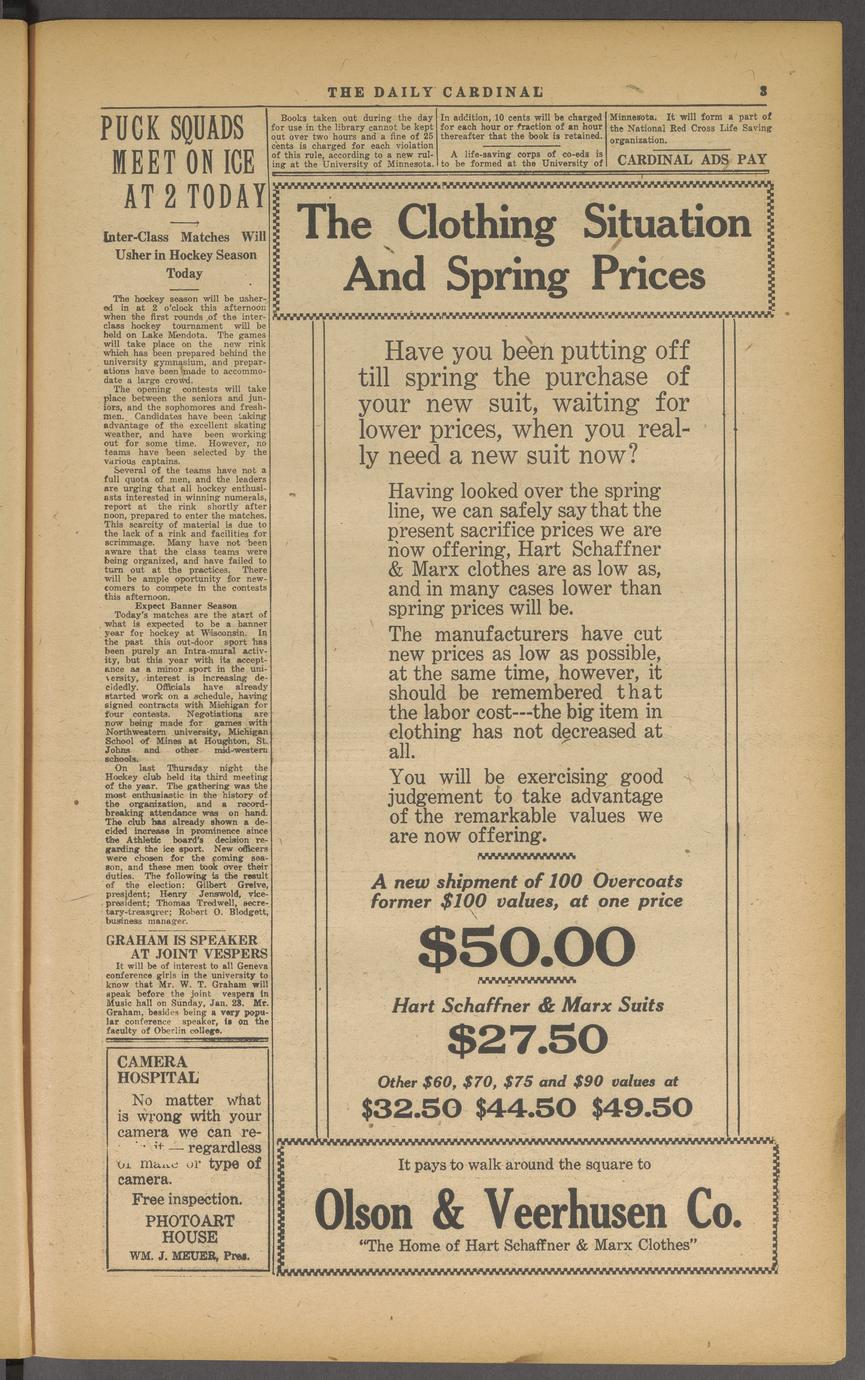 THE DAILY CARDINAL
3
PUCK SQUADS
MEET ON ICE
AT 2 TODAY
Inter-Class Matches Will
Usher in Hockey Season
Today
The hockey season will be usher-
ed in at 2 o'clock this afternoon
when the first rounds of the inter-
class hockey tournament will be
held on Lake Mendota. The games
will take place on the new rink
which has been prepared behind the
university gymnasium, and prepar-
ations have been made to accommo-
date a large crowd.
The opening contests will take
place between the seniors and jun-
iors, and the sophomores and fresh-
men. Candidates have been taking
advantage of the excellent skating
weather, and have been working
out for some time. However, no
teams have been selected by the
various captains.
Several of the teams have not a
full quota of men, and the leaders
are urging that all hockey enthusi-
asts interested in winning numerals,
report at the rink shortly after
noon, prepared to enter the matches.
This scarcity of material is due to
the lack of a rink and facilities for
scrimmage. Many have not been
aware that the class teams were
being organized, and have failed to
turn out at the practices. There
will be ample oportunity for new-
comers to compete in the contests
this afternoon.
Expect Banner Season
Today's matches are the start of
what is expected to be a banner
year for hockey at Wisconsin. In
the past this out-door sport has
been purely an Intra-mural activ-
ity, but this year with its accept-
ance as a minor sport in the uni-
versity, interest is increasing de-
cidedly. Officials have already
started work on a schedule, having
signed contracts with Michigan for
four contests. Negotiations are
now being made for games with
Northwestern university, Michigan
School of Mines at Houghton, St.
Johns and other mid-western
schools.
On last Thursday night the
Hockey club held its third meeting
of the year. The gathering was the
most enthusiastic in the history of
the organization, and a record-
breaking attendance was on hand.
The club has already shown a de-
cided increase in prominence since
the Athletic board's decision re-
garding the ice sport. New officers
were chosen for the coming sea-
son, and these men took over their
duties. The following is the result
of the election: Gilbert Greive,
president; Henry Jenswold, vice-
president; Thomas Tredwell, secre-
tary-treasurer; Robert O. Blodgett,
business manager.
GRAHAM IS SPEAKER
AT JOINT VESPERS
It will be of interest to all Geneva
conference girls in the university to
know that Mr. W. T. Graham will
speak before the joint vespers in
Music hall on Sunday, Jan. 23. Mr.
Graham, besides being a very popu-
lar conference speaker, is on the
faculty of Oberlin college.
CAMERA
HOSPITAL
No matter what
is wrong with your
camera we can re-
it — regardless
of make or type of
camera.
Free inspection.
PHOTOART
HOUSE
WM. J. MEUER, Pres.
Books taken out during the day
for use in the library cannot be kept
out over two hours and a fine of 25
cents is charged for each violation
of this rule, according to a new rul-
ing at the University of Minnesota.
In addition, 10 cents will be charged
for each hour or fraction of an hour
thereafter that the book is retained.
A life-saving corps of co-eds is
to be formed at the University of
Minnesota. It will form a part of
the National Red Cross Life Saving
organization.
CARDINAL ADS PAY
The Clothing Situation
And Spring Prices
Have you been putting off
till spring the purchase of
your new suit, waiting for
lower prices, when you real-
ly need a new suit now?
Having looked over the spring
line, we can safely say that the
present sacrifice prices we are
now offering, Hart Schaffner
& Marx clothes are as low as,
and in many cases lower than
spring prices will be.
The manufacturers have cut
new prices as low as possible,
at the same time, however, it
should be remembered that
the labor cost---the big item in
clothing has not decreased at
all.
You will be exercising good
judgement to take advantage
of the remarkable values we
are now offering.
A new shipment of 100 Overcoats
former $100 values, at one price
$50.00
Hart Schaffner & Marx Suits
$27.50
Other $60, $70, $75 and $90 values at
$32.50 $44.50 $49.50
It pays to walk around the square to
Olson & Veerhusen Co.
“The Home of Hart Schaffner & Marx Clothes”